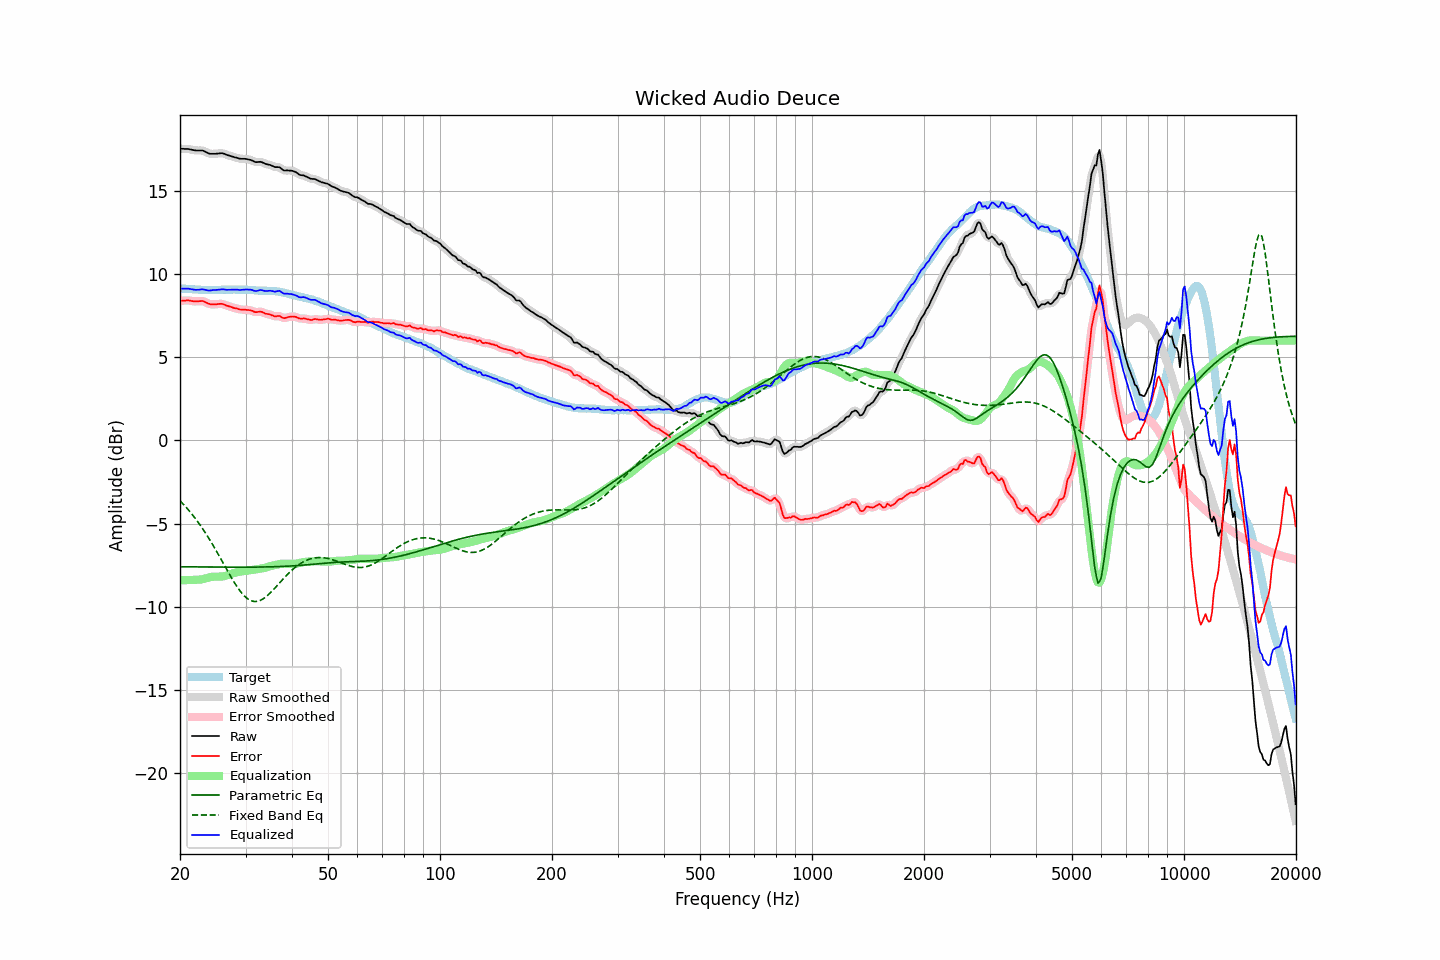 Wicked Audio Deuce
Amplitude (dBr)
15
10
5
0
−5
−10
−15
−20
Target
Raw Smoothed
Error Smoothed
Raw
Error
Equalization
Parametric Eq
Fixed Band Eq
Equalized
20 50 100 200 500 1000 2000 5000 10000 20000
Frequency (Hz)